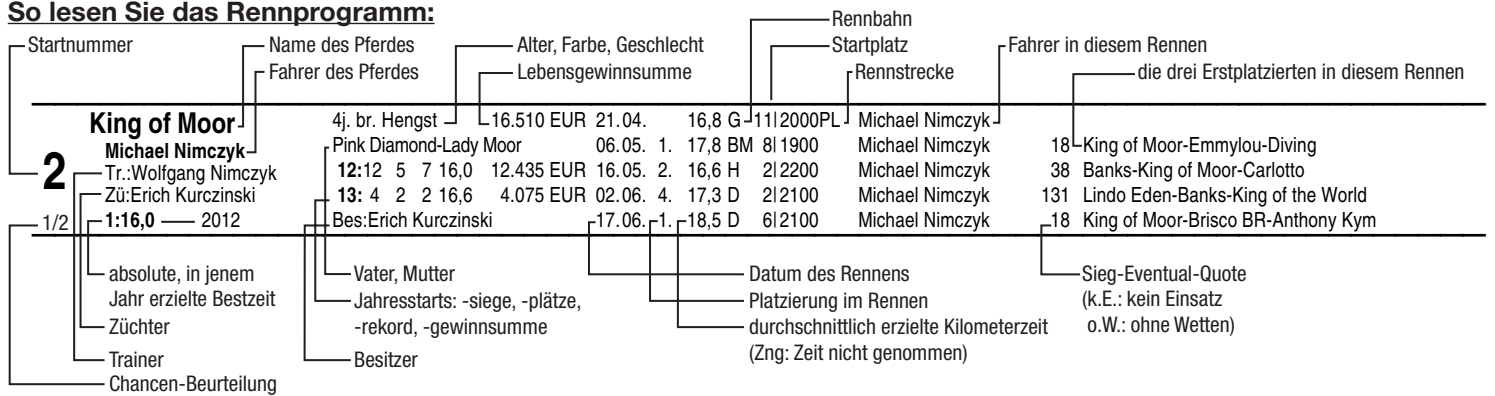 So lesen Sie das Rennprogramm:
Rennbahn
Startnummer Name des Pferdes Alter, Farbe, Geschlecht Startplatz Fahrer in diesem Rennen
Fahrer des Pferdes Lebensgewinnsumme Rennstrecke die drei Erstplatzierten in diesem Rennen
King of Moor 4j. br. Hengst 16.510 EUR 21.04. 16,8 G 11 2000PL Michael Nimczyk
Michael Nimczyk Pink Diamond-Lady Moor 06.05. 1. 17,8 BM 8 1900 Michael Nimczyk 18 King of Moor-Emmylou-Diving
2 Tr.:Wolfgang Nimczyk 12:12 5 7 16,0 12.435 EUR 16.05. 2. 16,6 H 2 2200 Michael Nimczyk 38 Banks-King of Moor-Carlotto
Zü:Erich Kurczinski 13: 4 2 2 16,6 4.075 EUR 02.06. 4. 17,3 D 2 2100 Michael Nimczyk 131 Lindo Eden-Banks-King of the World
1/2 1:16,0 2012 Bes:Erich Kurczinski 17.06. 1. 18,5 D 6 2100 Michael Nimczyk 18 King of Moor-Brisco BR-Anthony Kym
absolute, in jenem Vater, Mutter Datum des Rennens Sieg-Eventual-Quote
Jahr erzielte Bestzeit Jahresstarts: -siege, -plätze, Platzierung im Rennen (k.E.: kein Einsatz
Züchter -rekord, -gewinnsumme durchschnittlich erzielte Kilometerzeit o.W.: ohne Wetten)
Trainer Besitzer (Zng: Zeit nicht genommen)
Chancen-Beurteilung